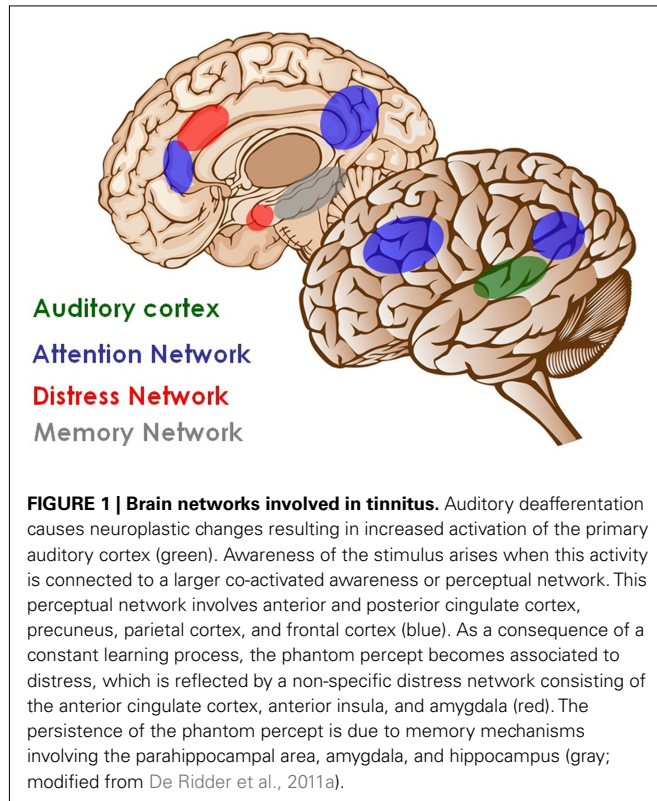 Auditory cortex
Attention Network
Distress Network
Memory Network
FIGURE 1 | Brain networks involved in tinnitus. Auditory deafferentation
causes neuroplastic changes resulting in increased activation of the primary
auditory cortex (green). Awareness of the stimulus arises when this activity
is connected to a larger co-activated awareness or perceptual network. This
perceptual network involves anterior and posterior cingulate cortex,
precuneus, parietal cortex, and frontal cortex (blue). As a consequence of a
constant learning process, the phantom percept becomes associated to
distress, which is reflected by a non-specific distress network consisting of
the anterior cingulate cortex, anterior insula, and amygdala (red). The
persistence of the phantom percept is due to memory mechanisms
involving the parahippocampal area, amygdala, and hippocampus (gray;
modified from De Ridder et al., 2011a).